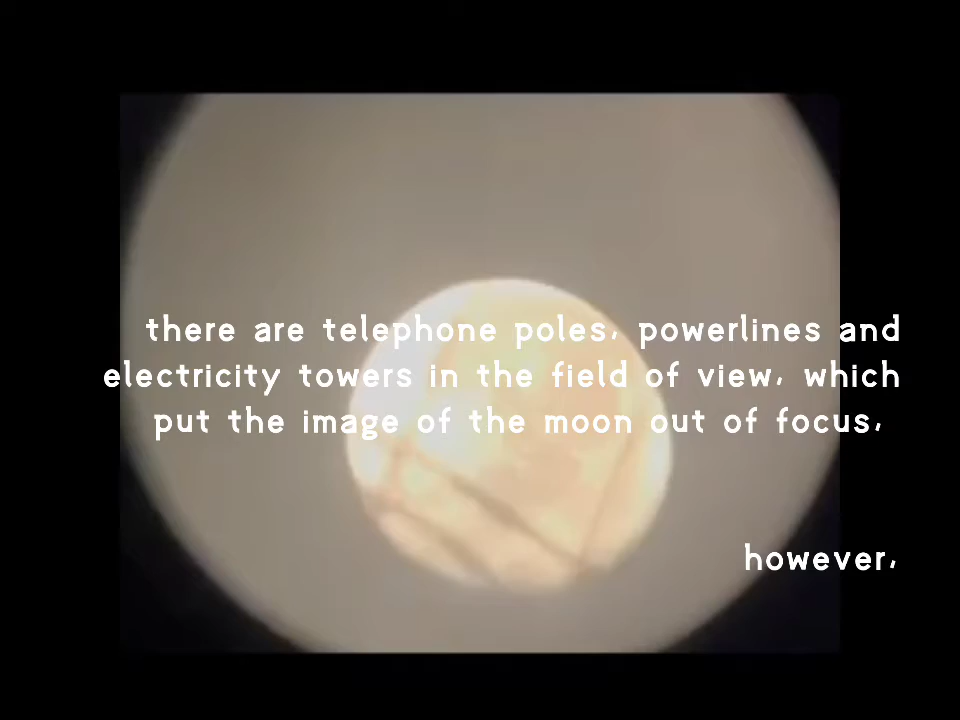 there are telephone poles, powerlines and
electricity towers in the field of view, which
put the image of the moon out of focus,
however,